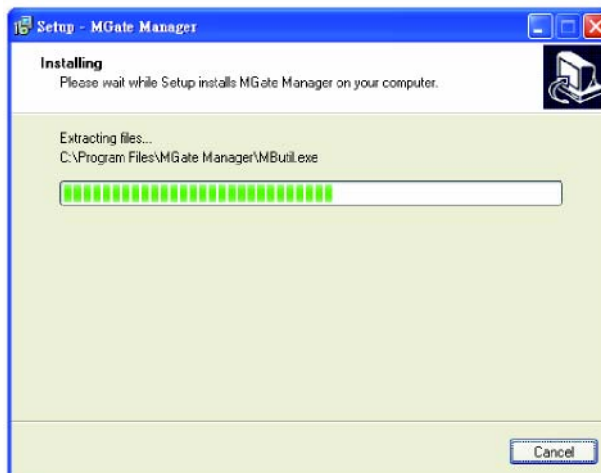 Setup - MGate Manager
Installing
Please wait while Setup installs MGate Manager on your computer.
Extracting files...
C:\Program Files\MGate Manager\MButil.exe
Cancel